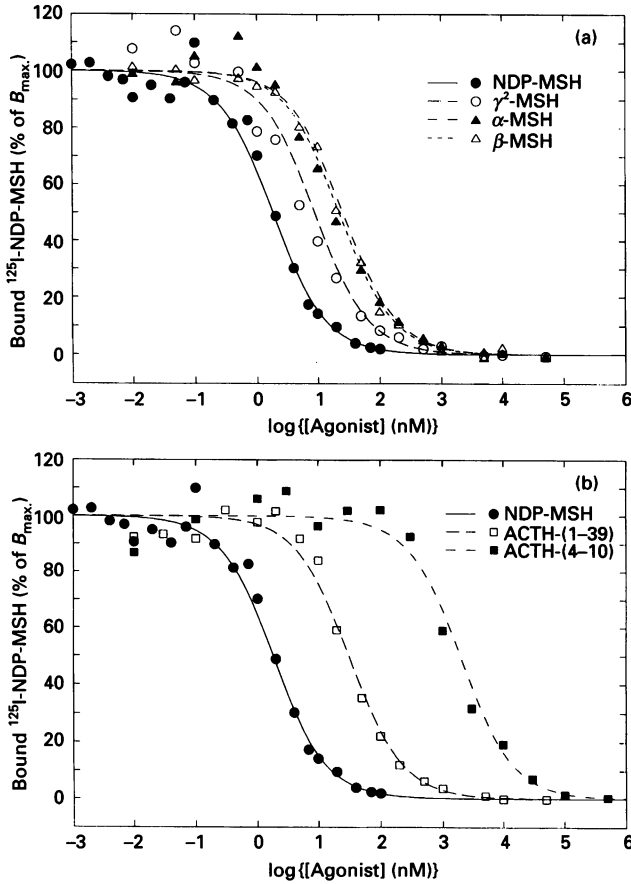 (a)
120
100
80
60
40
20
0
Bound ¹²⁵I-NDP-MSH (% of Bmax.)
NDP-MSH
γ²-MSH
α-MSH
β-MSH
−3 −2 −1 0 1 2 3 4 5 6
log{[Agonist] (nM)}
(b)
120
100
80
60
40
20
0
Bound ¹²⁵I-NDP-MSH (% of Bmax.)
NDP-MSH
ACTH-(1–39)
ACTH-(4–10)
−3 −2 −1 0 1 2 3 4 5 6
log{[Agonist] (nM)}